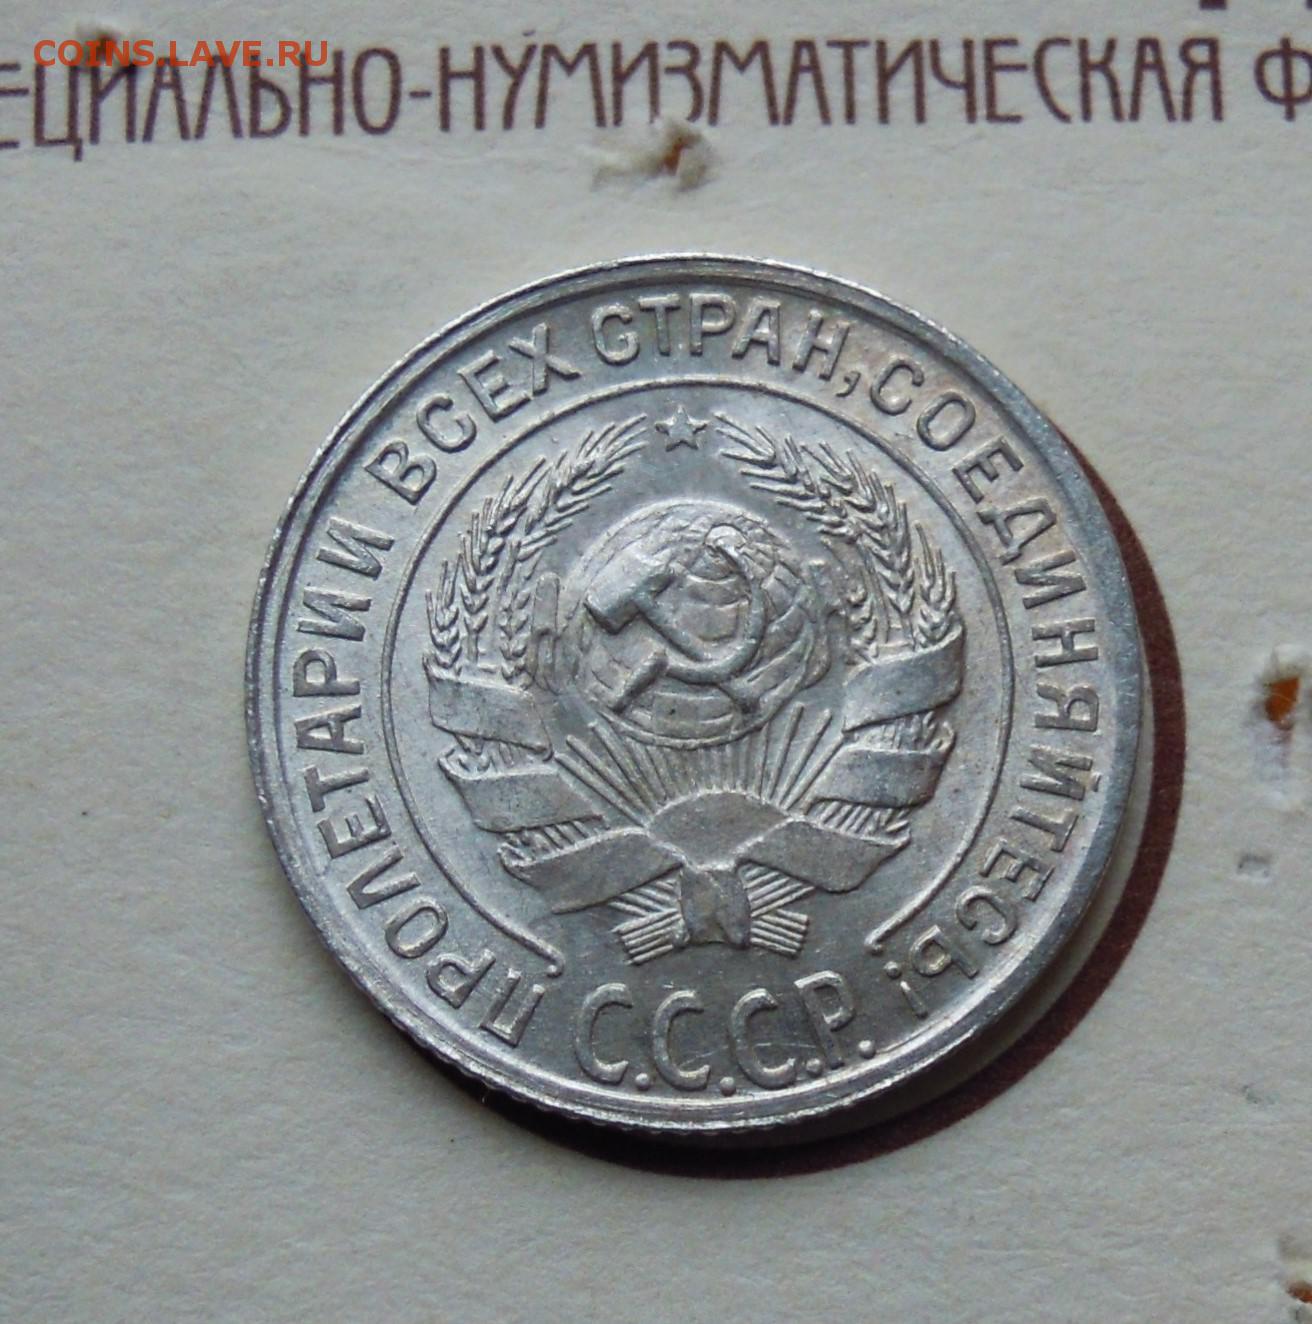 COINS.LAVE.RU
ЕЦИАЛЬНО-НУМИЗМАТИЧЕСКАЯ Ф
ПРОЛЕТАРИИ ВСЕХ СТРАН, СОЕДИНЯЙТЕСЬ!
С.С.С.Р.